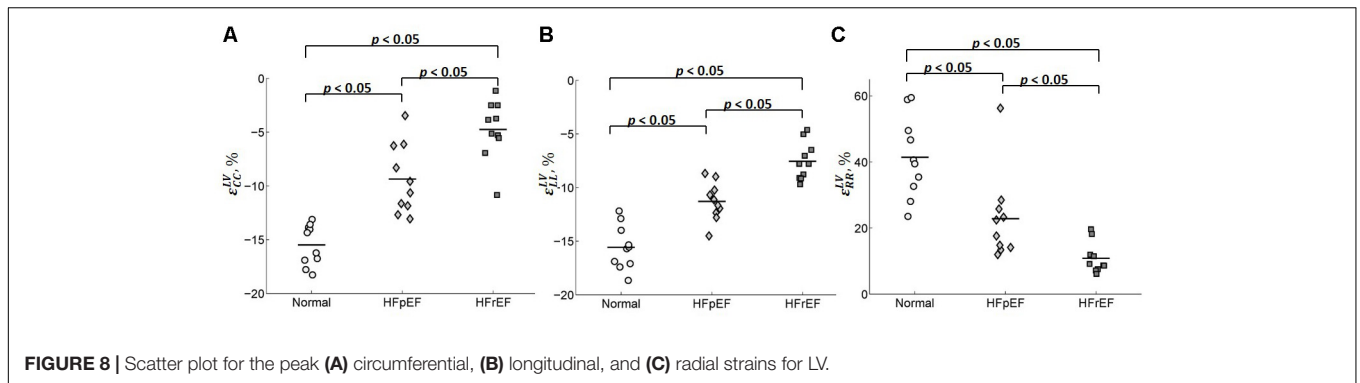 A
p < 0.05
p < 0.05
p < 0.05
0
−5
−10
−15
−20
ε_CC^LV, %
Normal HFpEF HFrEF
B
p < 0.05
p < 0.05
p < 0.05
0
−5
−10
−15
−20
ε_LL^LV, %
Normal HFpEF HFrEF
C
p < 0.05
p < 0.05 p < 0.05
60
40
20
0
ε_RR^LV, %
Normal HFpEF HFrEF
FIGURE 8 | Scatter plot for the peak (A) circumferential, (B) longitudinal, and (C) radial strains for LV.